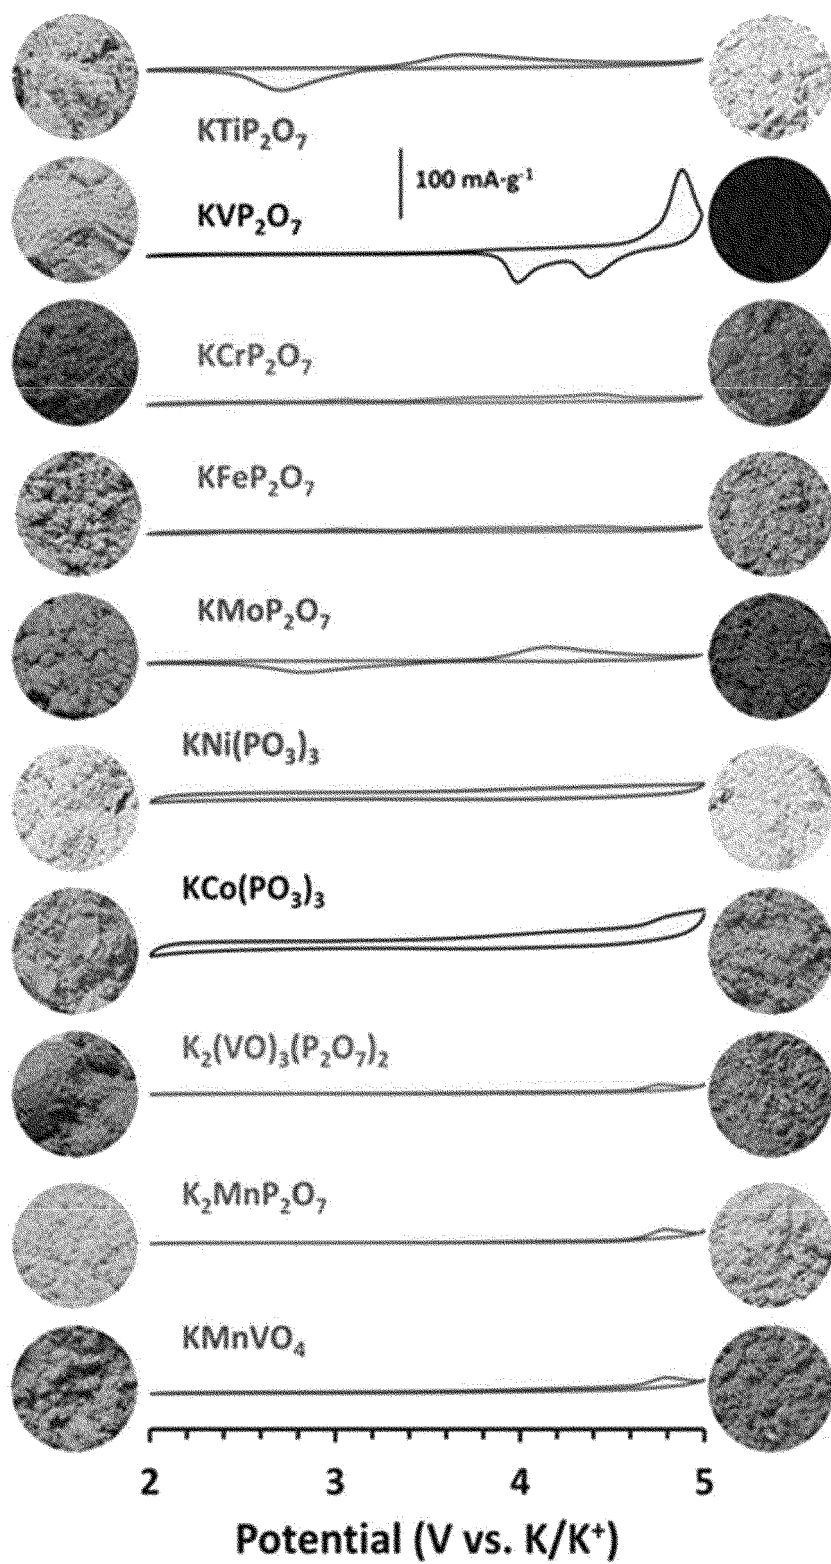 KTiP₂O₇
100 mA·g⁻¹
KVP₂O₇
KCrP₂O₇
KFeP₂O₇
KMoP₂O₇
KNi(PO₃)₃
KCo(PO₃)₃
K₂(VO)₃(P₂O₇)₂
K₂MnP₂O₇
KMnVO₄
2 3 4 5
Potential (V vs. K/K⁺)